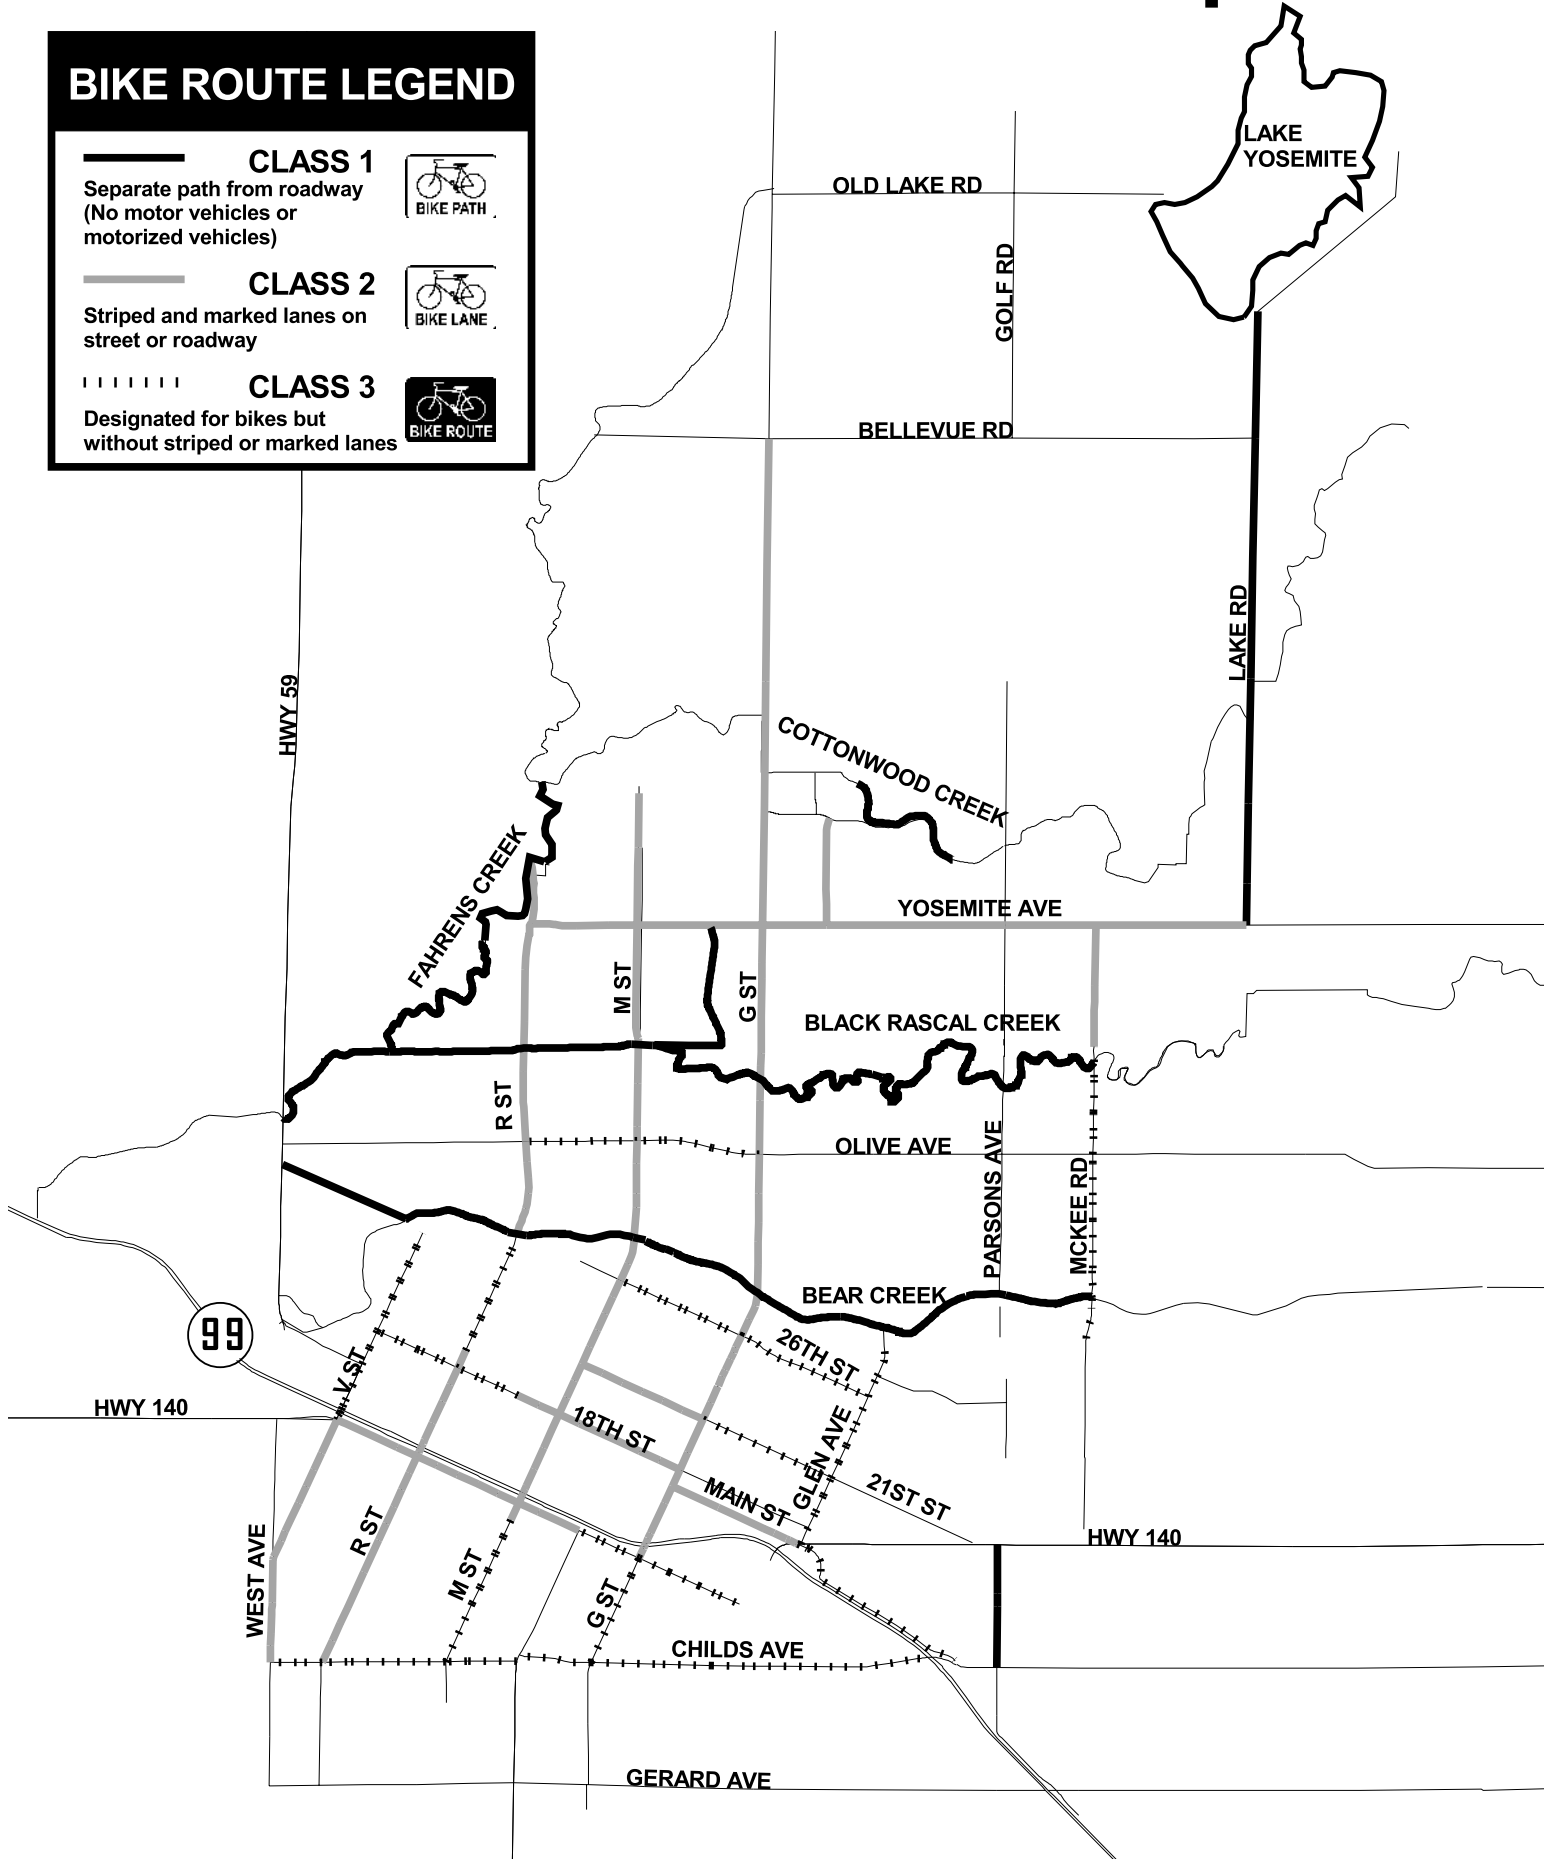 BIKE ROUTE LEGEND
CLASS 1
Separate path from roadway
(No motor vehicles or
motorized vehicles)
BIKE PATH
CLASS 2
Striped and marked lanes on
street or roadway
BIKE LANE
CLASS 3
Designated for bikes but
without striped or marked lanes
BIKE ROUTE
LAKE
YOSEMITE
OLD LAKE RD
GOLF RD
BELLEVUE RD
LAKE RD
HWY 59
COTTONWOOD CREEK
FAHRENS CREEK
YOSEMITE AVE
M ST
G ST
BLACK RASCAL CREEK
R ST
OLIVE AVE
PARSONS AVE
MCKEE RD
BEAR CREEK
99
26TH ST
V ST
HWY 140
18TH ST
GLEN AVE
21ST ST
MAIN ST
HWY 140
R ST
WEST AVE
M ST
G ST
CHILDS AVE
GERARD AVE